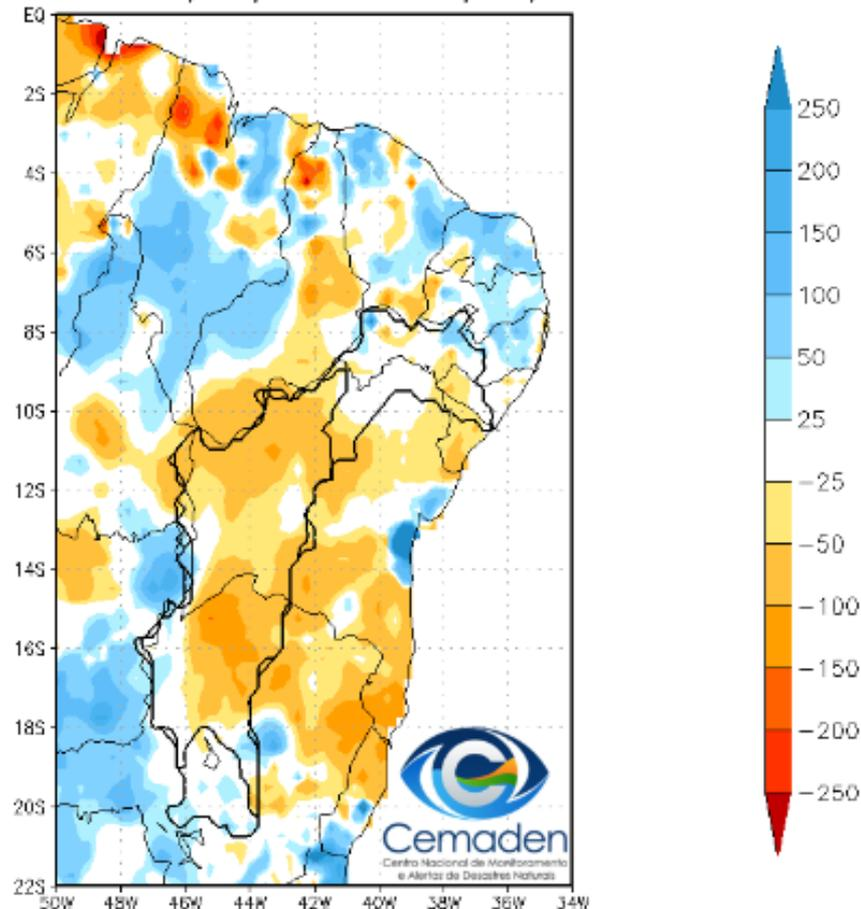 EQ
2S
4S
6S
8S
10S
12S
14S
16S
18S
20S
22S
50W 48W 46W 44W 42W 40W 38W 36W 34W
250
200
150
100
50
25
−25
−50
−100
−150
−200
−250
Cemaden
Centro Nacional de Monitoramento
e Alertas de Desastres Naturais